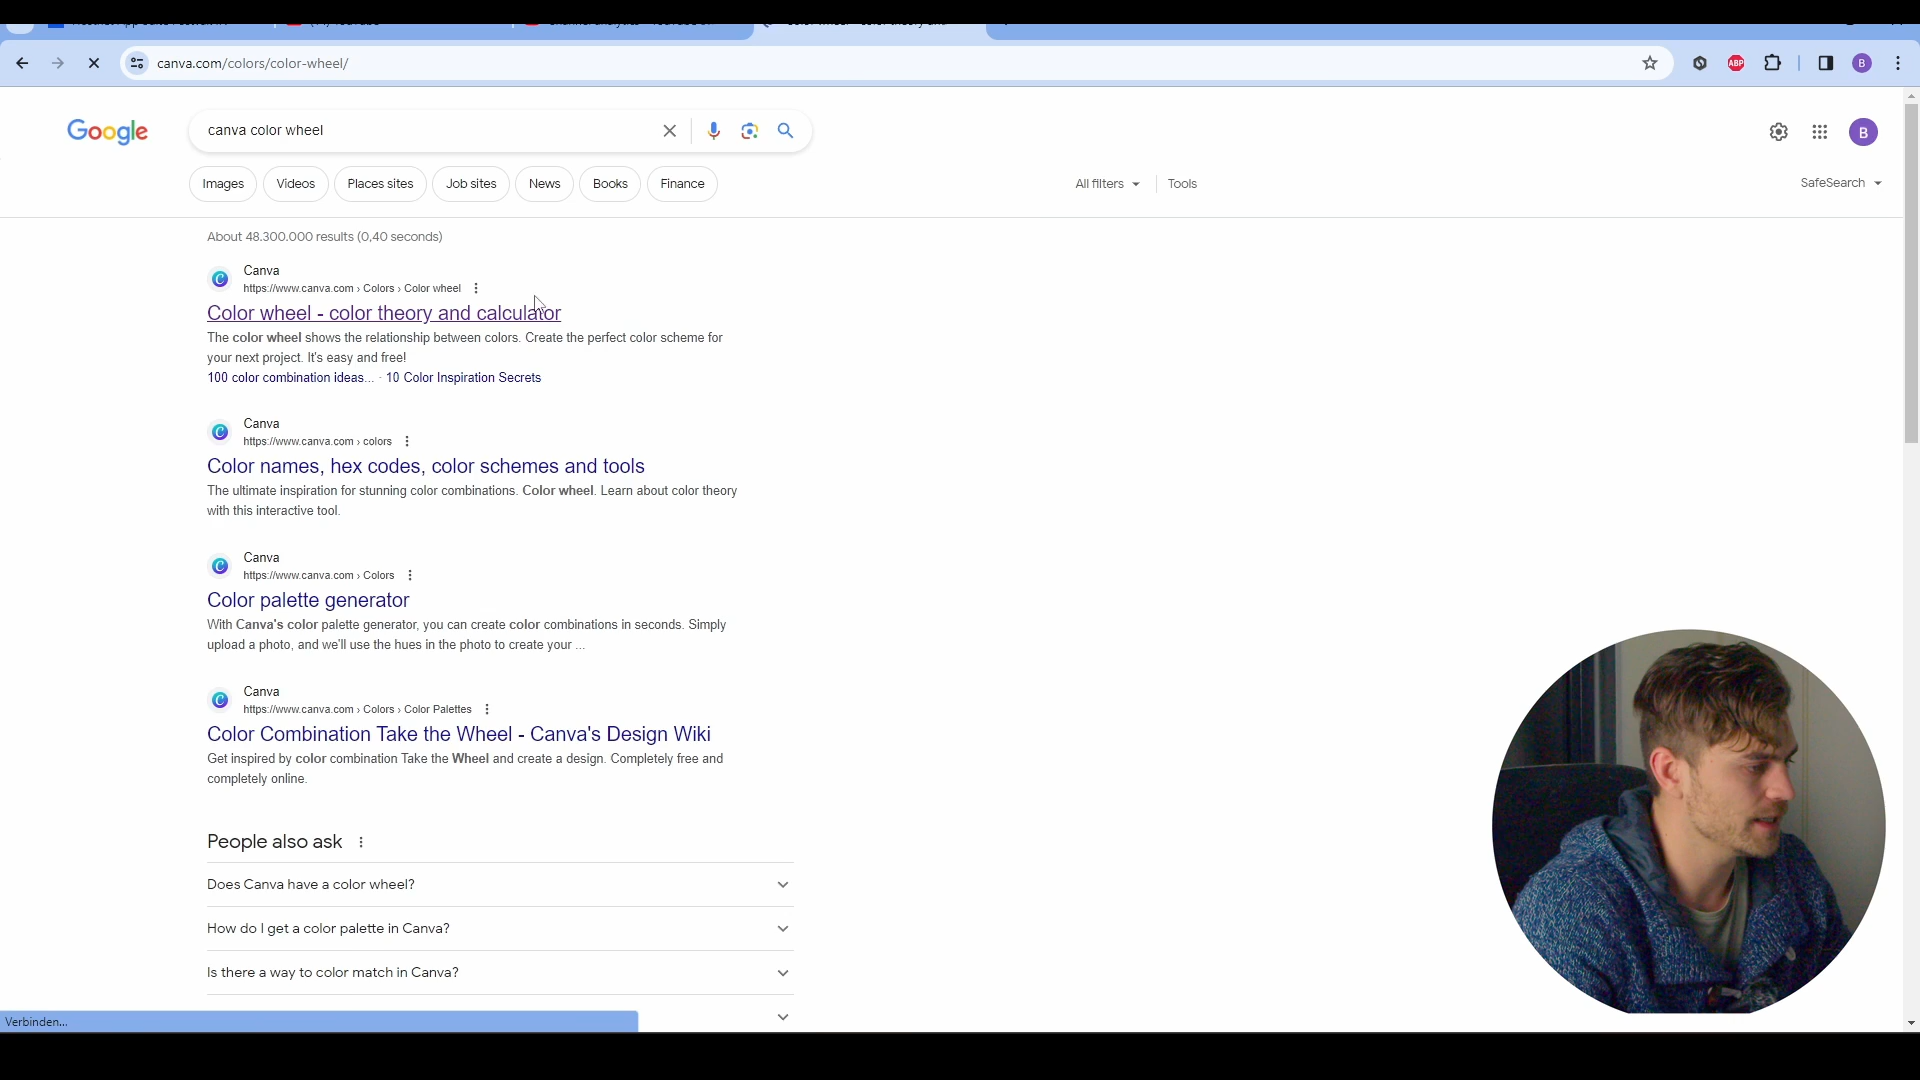 canva.com/colors/color-wheel/
ABP
B
Google
canva color wheel
B
Images
Videos
Places sites
Job sites
News
Books
Finance
All filters
Tools
SafeSearch
About 48.300.000 results (0,40 seconds)
Canva
https://www.canva.com › Colors › Color wheel
Color wheel - color theory and calculator
The color wheel shows the relationship between colors. Create the perfect color scheme for
your next project. It's easy and free!
100 color combination ideas... · 10 Color Inspiration Secrets
Canva
https://www.canva.com › colors
Color names, hex codes, color schemes and tools
The ultimate inspiration for stunning color combinations. Color wheel. Learn about color theory
with this interactive tool.
Canva
https://www.canva.com › Colors
Color palette generator
With Canva's color palette generator, you can create color combinations in seconds. Simply
upload a photo, and we'll use the hues in the photo to create your ...
Canva
https://www.canva.com › Colors › Color Palettes
Color Combination Take the Wheel - Canva's Design Wiki
Get inspired by color combination Take the Wheel and create a design. Completely free and
completely online.
People also ask
Does Canva have a color wheel?
How do I get a color palette in Canva?
Is there a way to color match in Canva?
Verbinden...